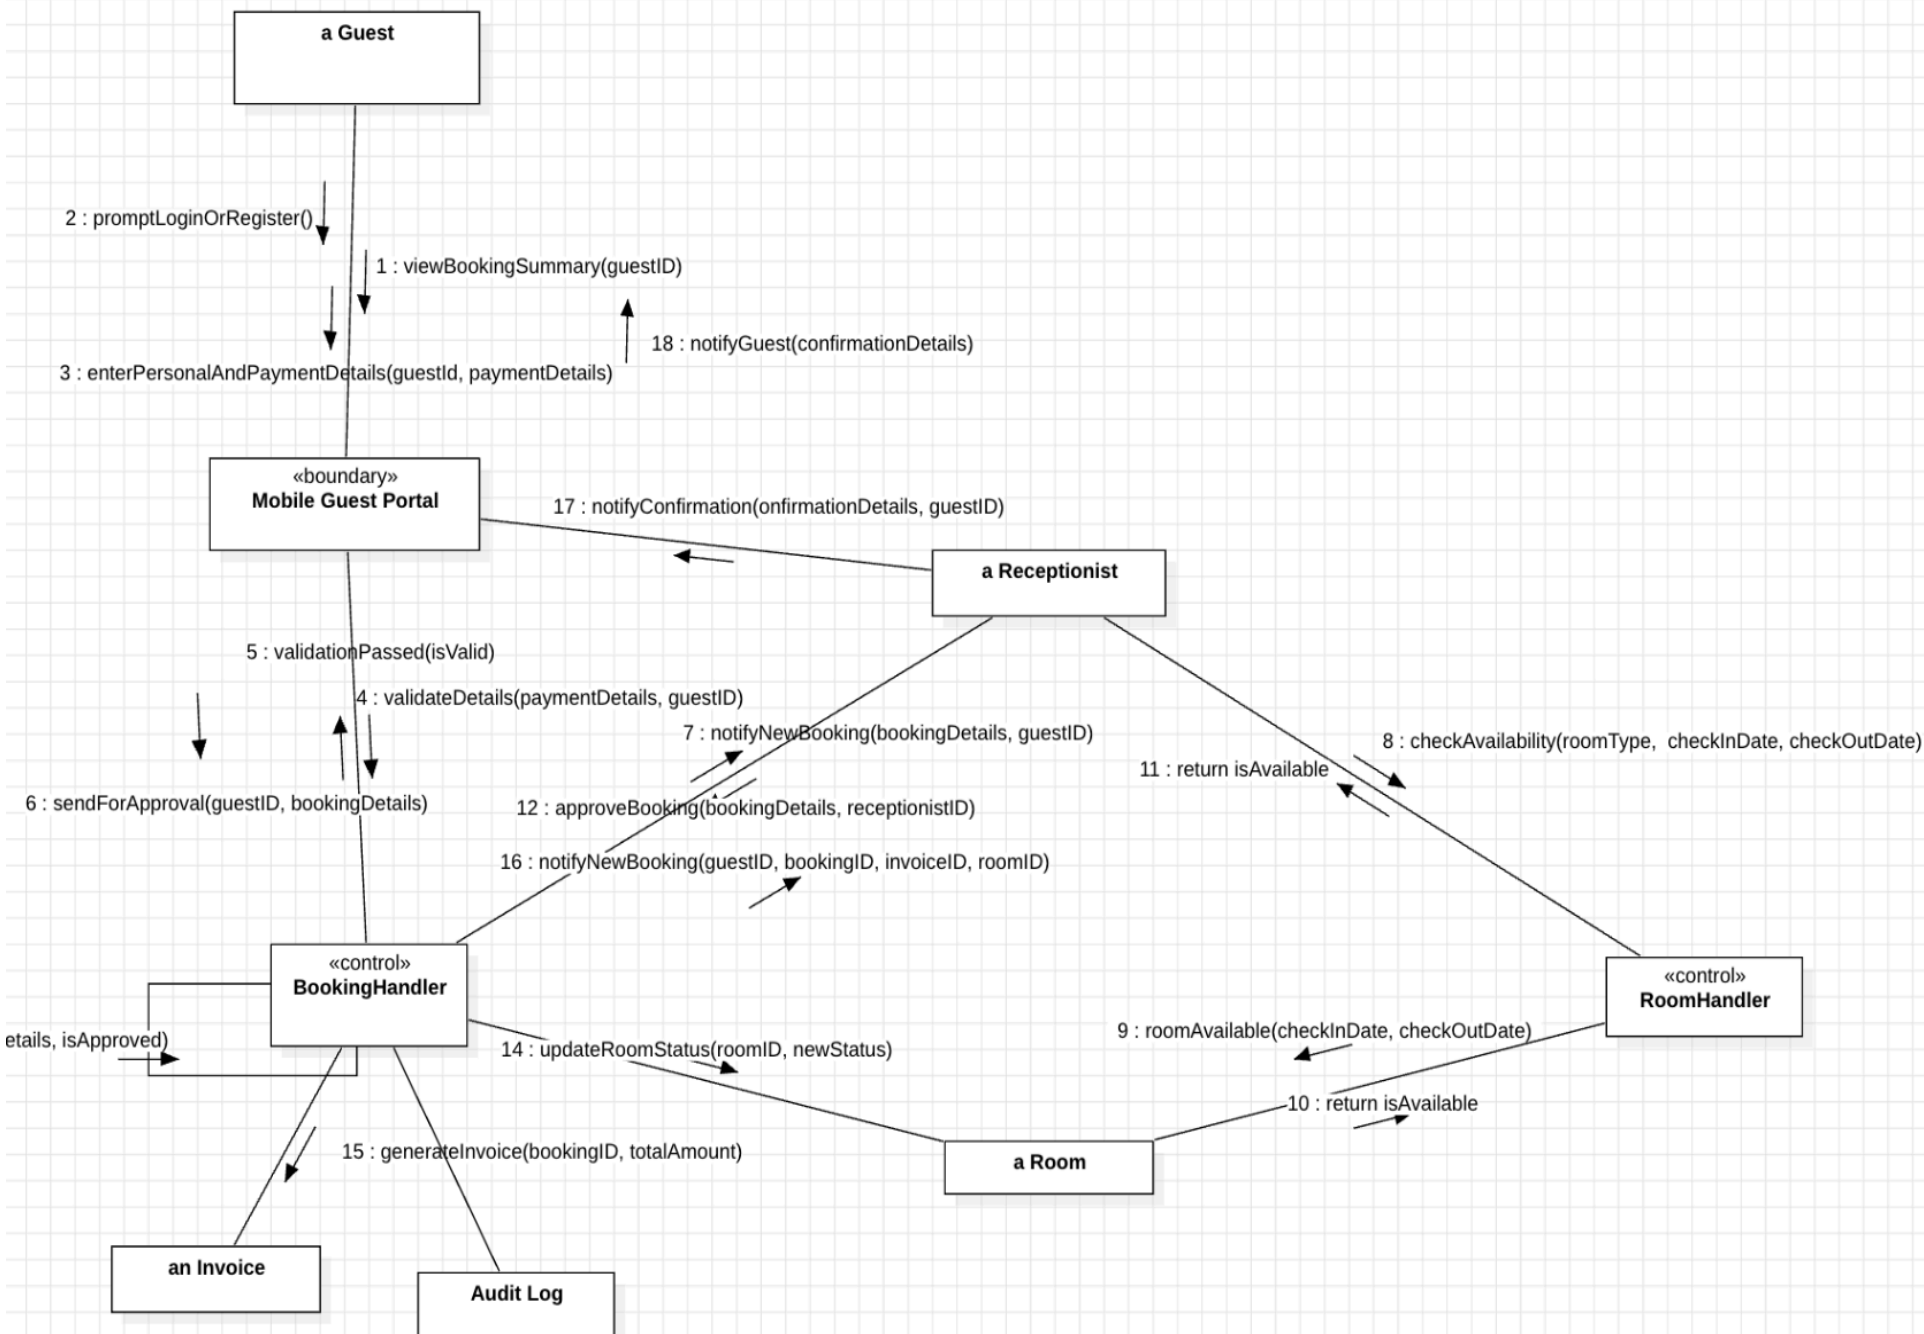 a Guest
2 : promptLoginOrRegister()
1 : viewBookingSummary(guestID)
18 : notifyGuest(confirmationDetails)
3 : enterPersonalAndPaymentDetails(guestId, paymentDetails)
«boundary»
Mobile Guest Portal
17 : notifyConfirmation(onfirmationDetails, guestID)
a Receptionist
5 : validationPassed(isValid)
4 : validateDetails(paymentDetails, guestID)
7 : notifyNewBooking(bookingDetails, guestID)
8 : checkAvailability(roomType,  checkInDate, checkOutDate)
11 : return isAvailable
6 : sendForApproval(guestID, bookingDetails)
12 : approveBooking(bookingDetails, receptionistID)
16 : notifyNewBooking(guestID, bookingID, invoiceID, roomID)
«control»
BookingHandler
«control»
RoomHandler
etails, isApproved)
14 : updateRoomStatus(roomID, newStatus)
9 : roomAvailable(checkInDate, checkOutDate)
10 : return isAvailable
15 : generateInvoice(bookingID, totalAmount)
a Room
an Invoice
Audit Log